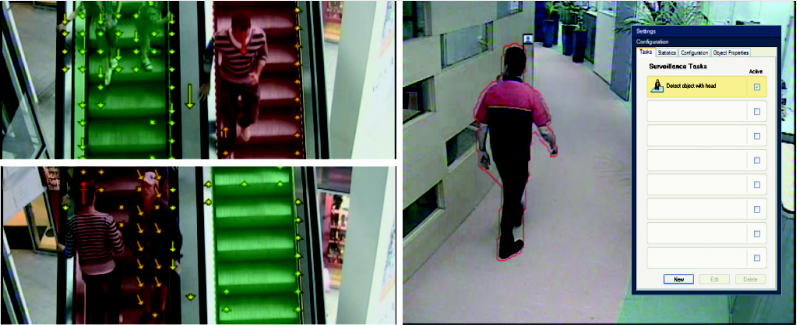 Settings
Configuration
Tasks Statistics Configuration Object Properties
Surveillance Tasks
Active
Detect object with head
New Edit Delete